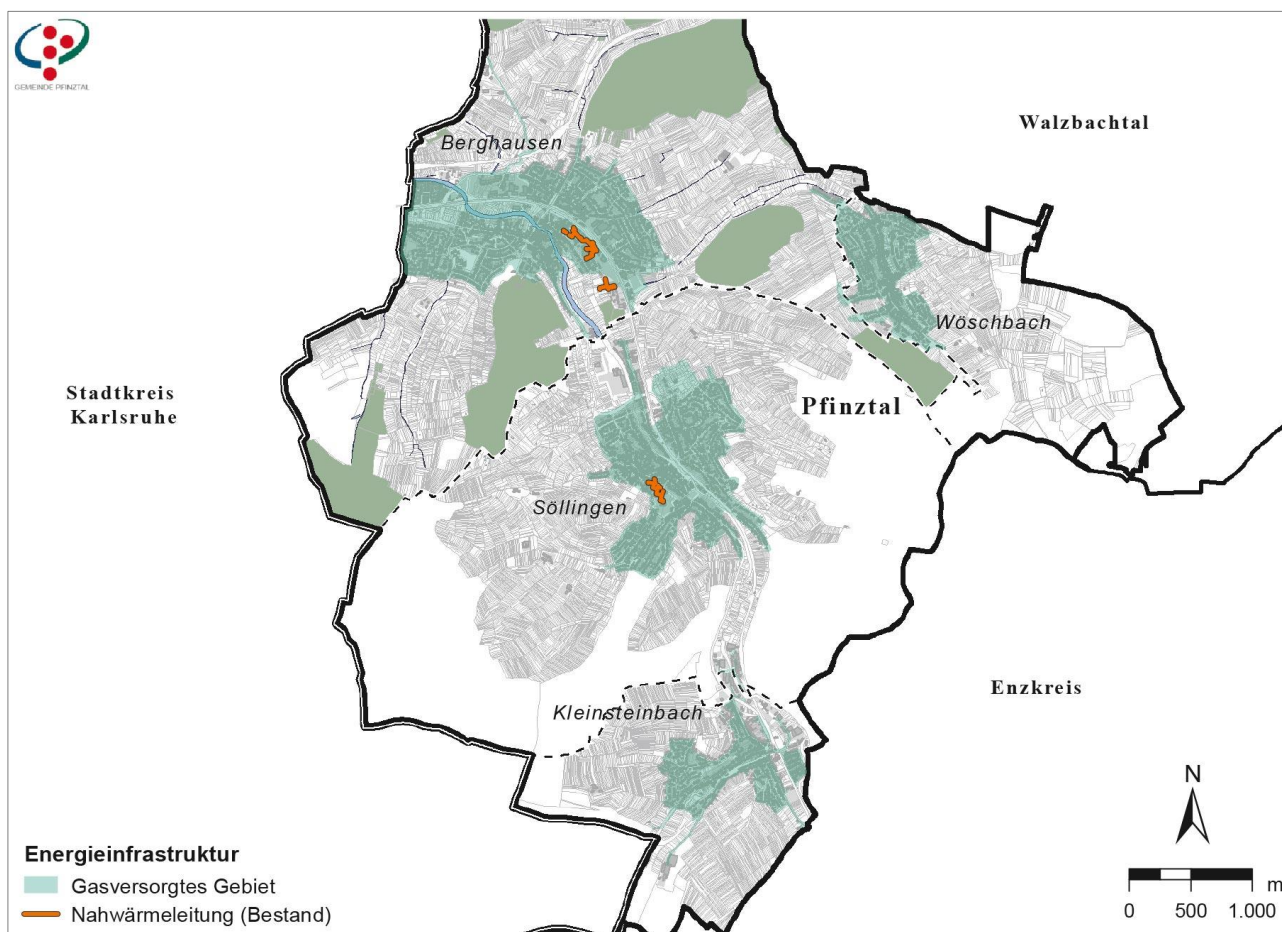 GEMEINDE PFINZTAL
Walzbachtal
Berghausen
Wöschbach
Stadtkreis
Karlsruhe
Pfinztal
Söllingen
Enzkreis
Kleinsteinbach
N
Energieinfrastruktur
Gasversorgtes Gebiet
Nahwärmeleitung (Bestand)
m
0 500 1.000